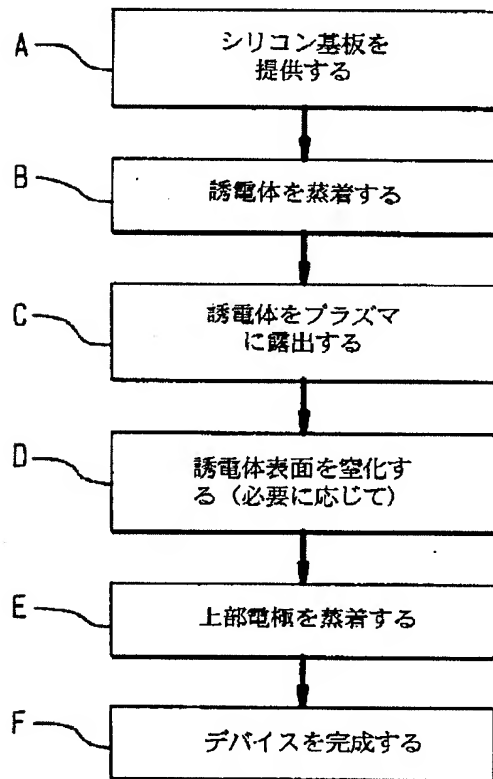 A
シリコン基板を
提供する
B
誘電体を蒸着する
C
誘電体をプラズマ
に露出する
D
誘電体表面を窒化す
る（必要に応じて）
E
上部電極を蒸着する
F
デバイスを完成する